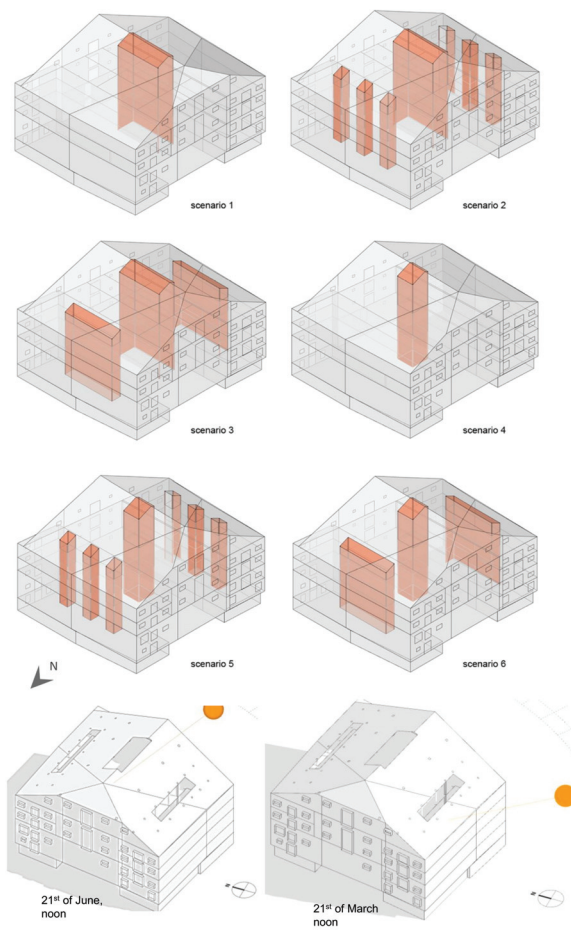 scenario 1
scenario 2
scenario 3
scenario 4
scenario 5
scenario 6
N
21st of June,
noon
21st of March
noon